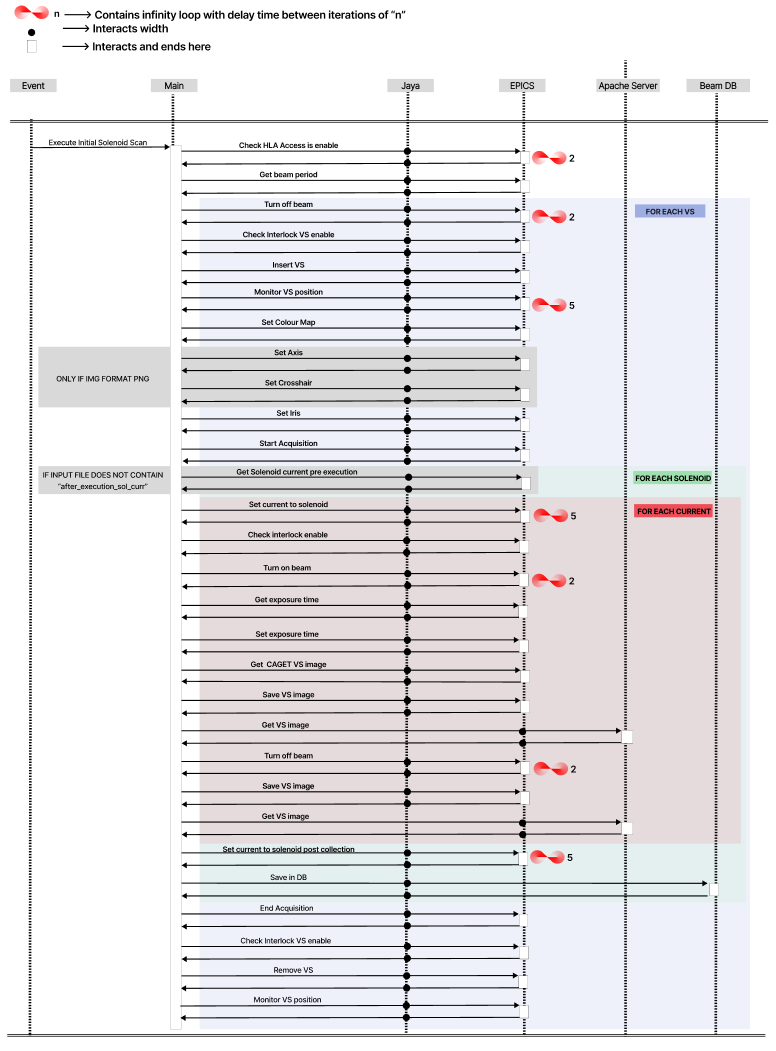 n Contains infinity loop with delay time between iterations of “n”
Interacts width
Interacts and ends here
Event Main Jaya EPICS Apache Server Beam DB
Execute Initial Solenoid Scan
Check HLA Access is enable
2
Get beam period
Turn off beam
2
FOR EACH VS
Check Interlock VS enable
Insert VS
Monitor VS position
5
Set Colour Map
Set Axis
ONLY IF IMG FORMAT PNG
Set Crosshair
Set Iris
Start Acquisition
IF INPUT FILE DOES NOT CONTAIN
“after_execution_sol_curr”
Get Solenoid current pre execution
FOR EACH SOLENOID
Set current to solenoid
5
FOR EACH CURRENT
Check interlock enable
Turn on beam
2
Get exposure time
Set exposure time
Get CAGET VS image
Save VS image
Get VS image
Turn off beam
2
Save VS image
Get VS image
Set current to solenoid post collection
5
Save in DB
End Acquisition
Check Interlock VS enable
Remove VS
Monitor VS position